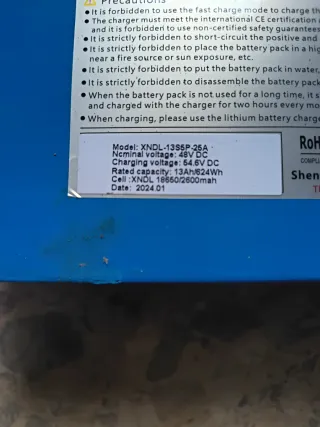 Precautions
● It is forbidden to use the fast charge mode to charge th
● The charger must meet the international CE certification
and it is forbidden to use non-certified safety guarantees
● It is strictly forbidden to short-circuit the positive and
● It is strictly forbidden to place the battery pack in a hig
near a fire source or sun exposure, etc.
● It is strictly forbidden to put the battery pack in water,
● It is strictly forbidden to disassemble the battery pack
● When the battery pack is not used for a long time, it s
and charged with the charger for two hours every mo
● When charging, please use the lithium battery charge
Model: XNDL-13S5P-25A
Nominal voltage: 48V DC
Charging voltage: 54.6V DC
Rated capacity: 13Ah/624Wh
Cell :XNDL 18650/2600mah
Date: 2024.01
RoH
COMPL
Shen